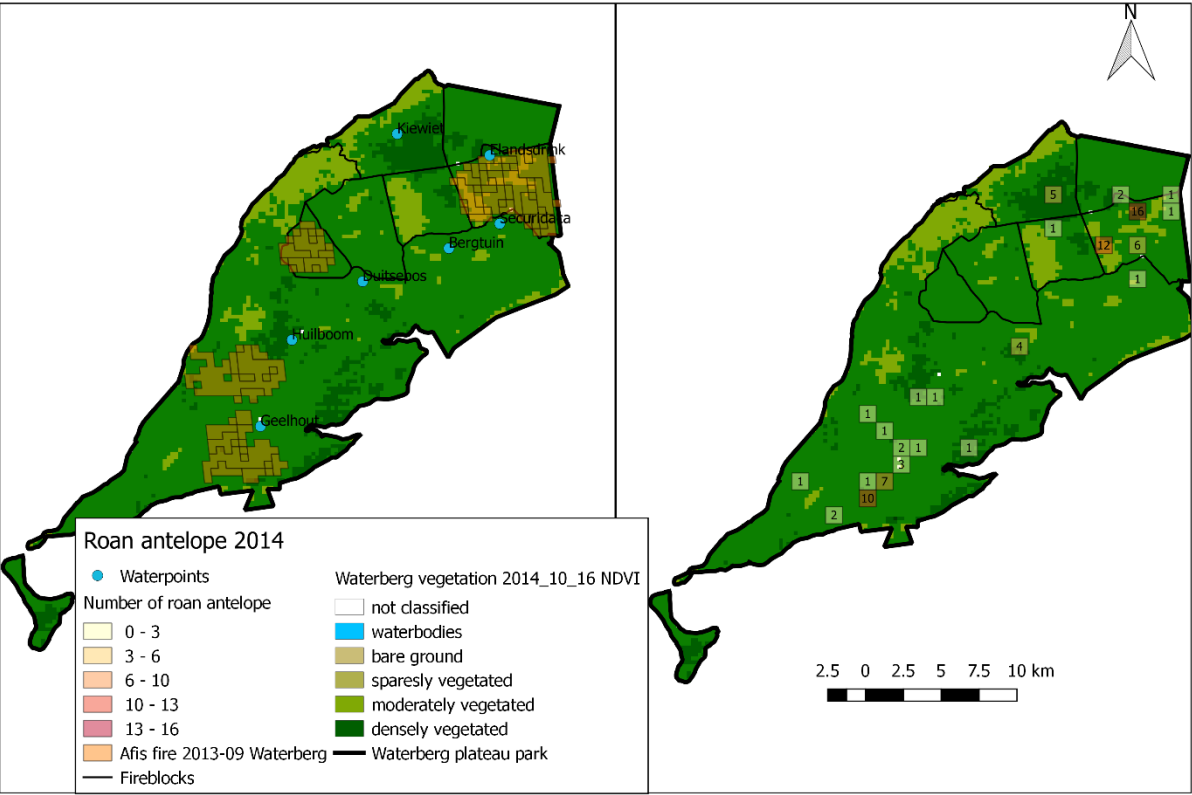 N
Kiewiet
Elandsdrink
Securidaka
Bergtuin
Duitsepos
Huilboom
Geelhout
5
2
1
16
1
1
12
6
1
4
1
1
1
1
2
1
1
3
1
1
7
10
2
Roan antelope 2014
Waterpoints
Number of roan antelope
0 - 3
3 - 6
6 - 10
10 - 13
13 - 16
Afis fire 2013-09 Waterberg
Fireblocks
Waterberg vegetation 2014_10_16 NDVI
not classified
waterbodies
bare ground
sparesly vegetated
moderately vegetated
densely vegetated
Waterberg plateau park
2.5 0 2.5 5 7.5 10 km